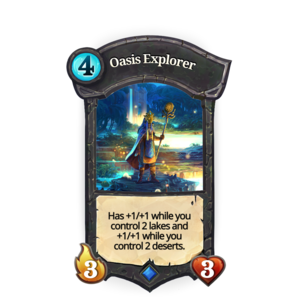 4
Oasis Explorer
Has +1/+1 while you
control 2 lakes and
+1/+1 while you
control 2 deserts.
3
3